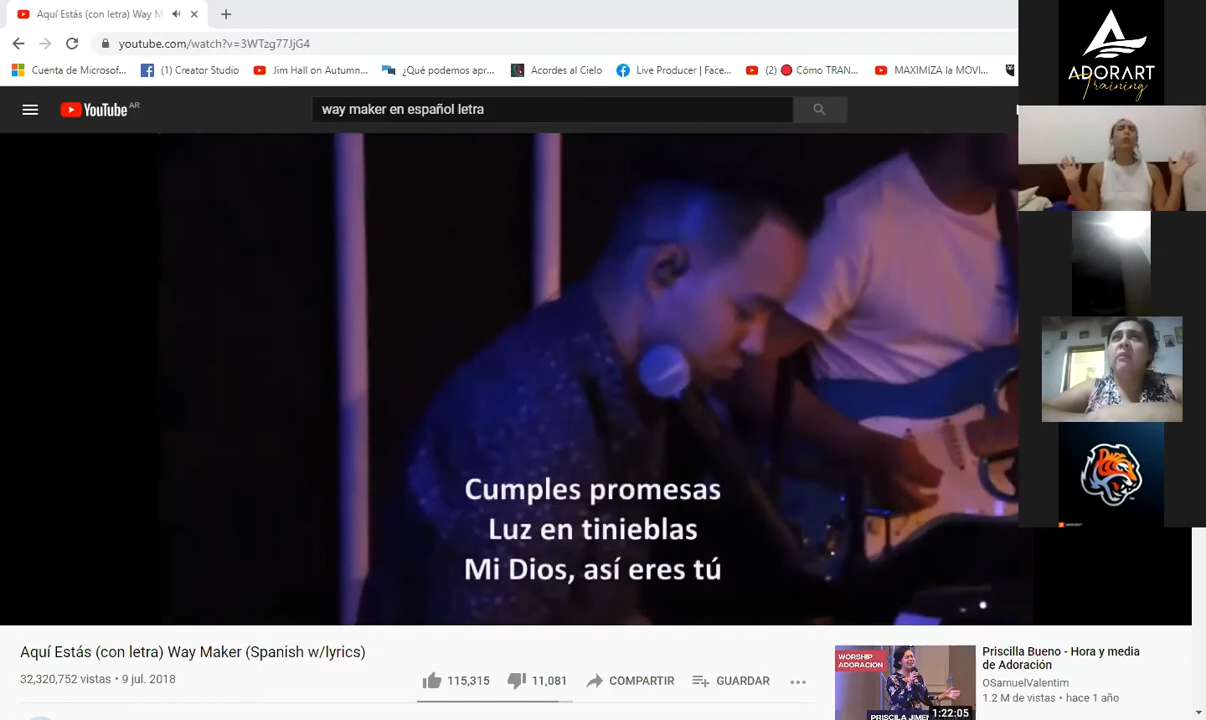 Aquí Estás (con letra) Way M
youtube.com/watch?v=3WTzg77JjG4
Cuenta de Microsof...
(1) Creator Studio
Jim Hall on Autumn...
¿Qué podemos apr...
Acordes al Cielo
Live Producer | Face...
(2) 🔴 Cómo TRAN...
MAXIMIZA la MOVI...
YouTube AR
way maker en español letra
ADORART
Training
Cumples promesas
Luz en tinieblas
Mi Dios, así eres tú
Aquí Estás (con letra) Way Maker (Spanish w/lyrics)
32,320,752 vistas • 9 jul. 2018
115,315
11,081
COMPARTIR
GUARDAR
WORSHIP
ADORACION
PRISCILA JIMEN
1:22:05
Priscilla Bueno - Hora y media
de Adoración
OSamuelValentim
1.2 M de vistas • hace 1 año